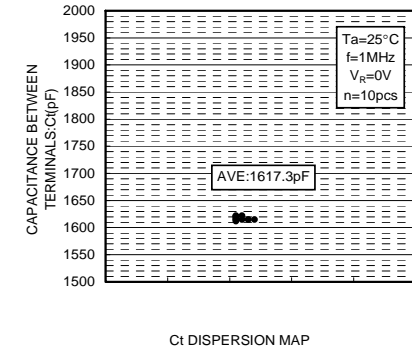 CAPACITANCE BETWEEN
TERMINALS:Ct(pF)
2000
1950
1900
1850
1800
1750
1700
1650
1600
1550
1500
Ta=25°C
f=1MHz
VR=0V
n=10pcs
AVE:1617.3pF
Ct DISPERSION MAP